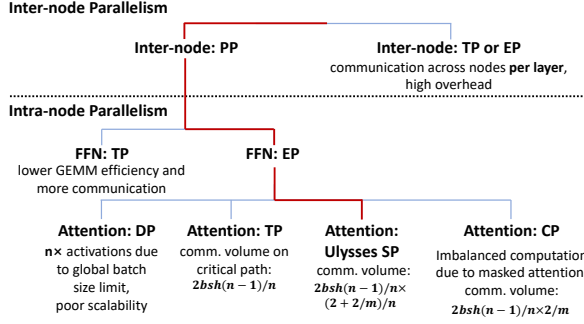 Inter-node Parallelism
Inter-node: PP
Inter-node: TP or EP
communication across nodes per layer,
high overhead
Intra-node Parallelism
FFN: TP
lower GEMM efficiency and
more communication
FFN: EP
Attention: DP
n× activations due
to global batch
size limit,
poor scalability
Attention: TP
comm. volume on
critical path:
2bsh(n − 1)/n
Attention:
Ulysses SP
comm. volume:
2bsh(n − 1)/n×
(2 + 2/m)/n
Attention: CP
Imbalanced computation
due to masked attention
comm. volume:
2bsh(n − 1)/n×2/m